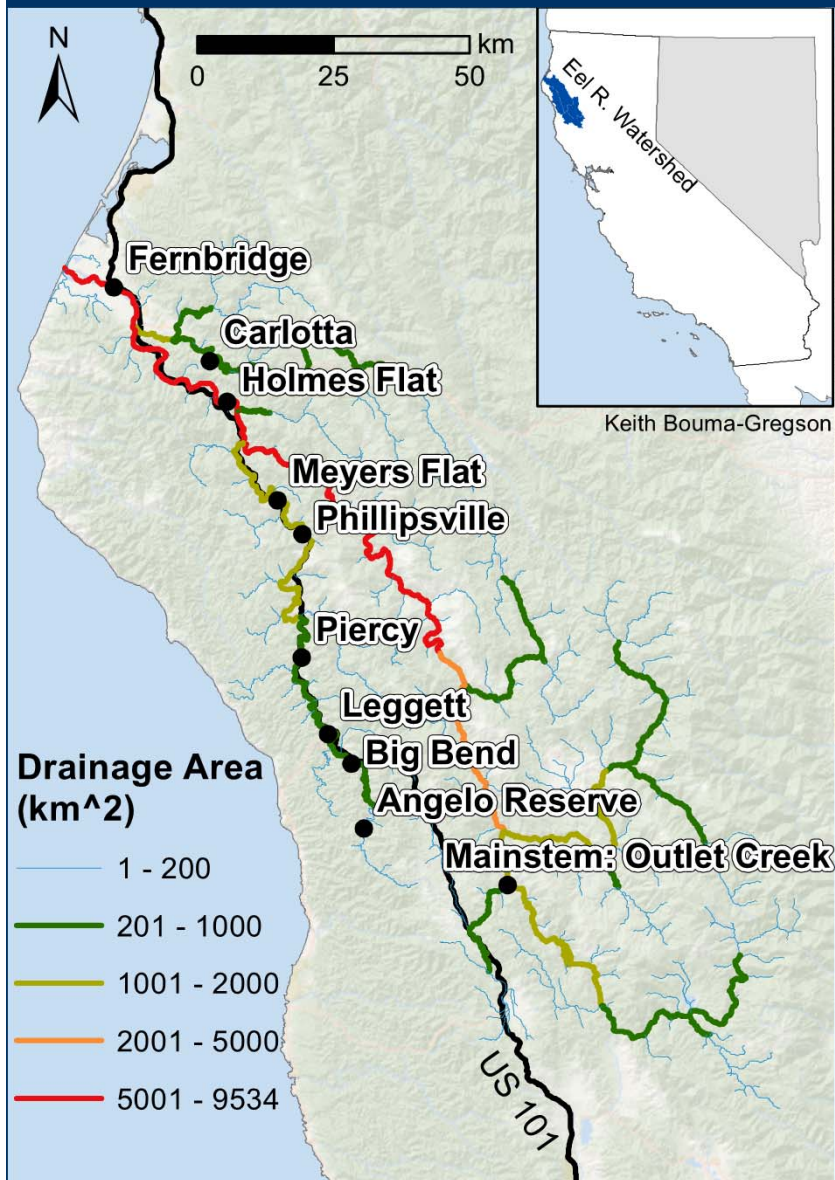 N
km
0 25 50
Eel R. Watershed
Keith Bouma-Gregson
Fernbridge
Carlotta
Holmes Flat
Meyers Flat
Phillipsville
Piercy
Leggett
Big Bend
Angelo Reserve
Mainstem: Outlet Creek
US 101
Drainage Area
(km^2)
1 - 200
201 - 1000
1001 - 2000
2001 - 5000
5001 - 9534